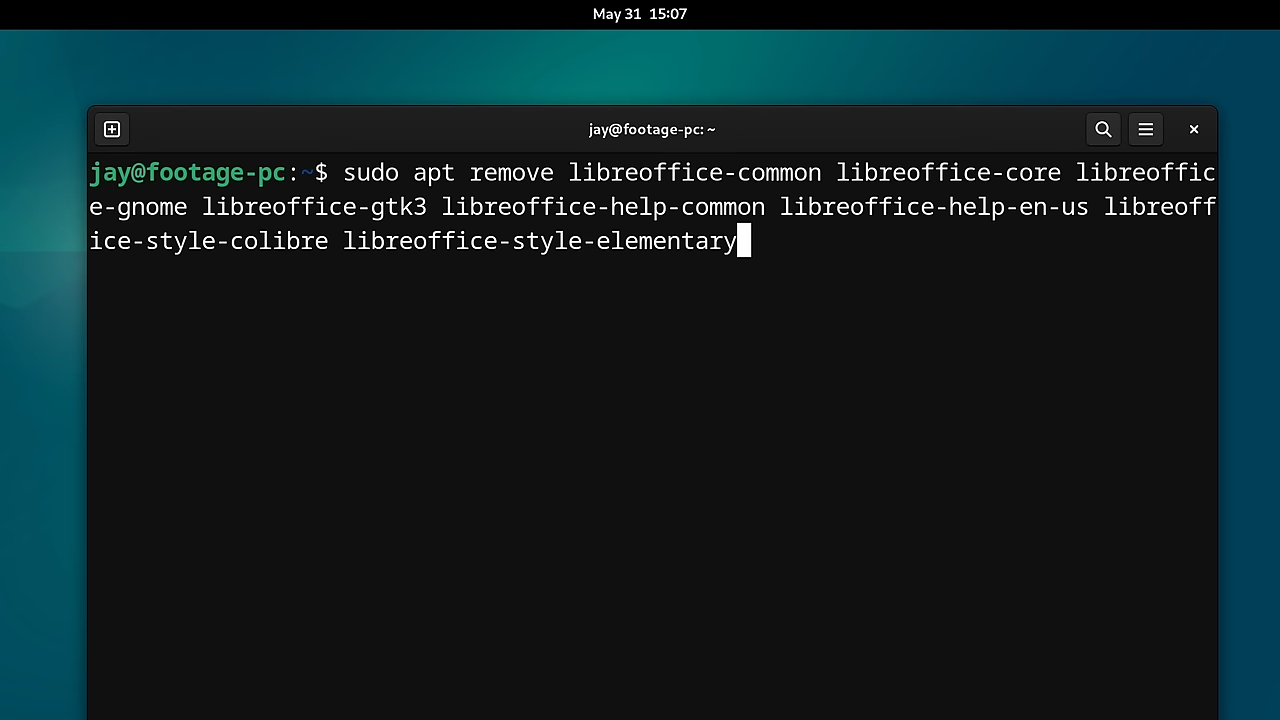 May 31 15:07
jay@footage-pc: ~
jay@footage-pc:~$ sudo apt remove libreoffice-common libreoffice-core libreoffic
e-gnome libreoffice-gtk3 libreoffice-help-common libreoffice-help-en-us libreoff
ice-style-colibre libreoffice-style-elementary